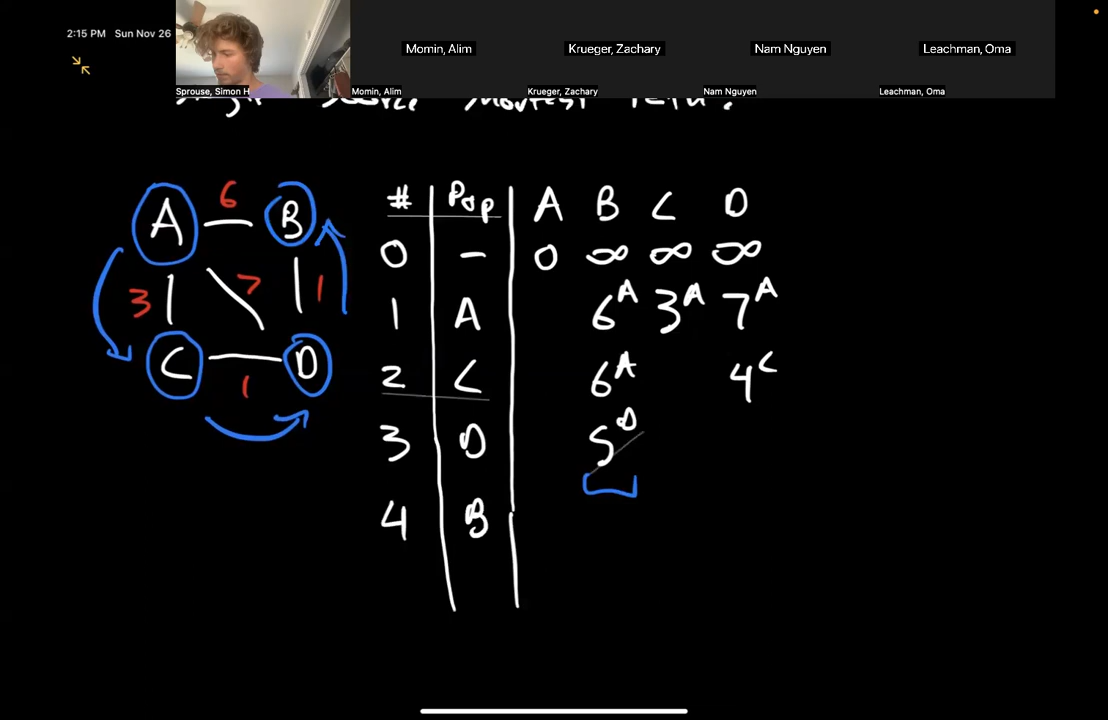 2:15 PM Sun Nov 26
Momin, Alim
Krueger, Zachary
Nam Nguyen
Leachman, Oma
Sprouse, Simon H
Momin, Alim
Krueger, Zachary
Nam Nguyen
Leachman, Oma
A 6 B
3 7 1
C 1 D
# Pop A B C D
0 - 0 ∞ ∞ ∞
1 A 6A 3A 7A
2 C 6A 4C
3 D 5D
4 B